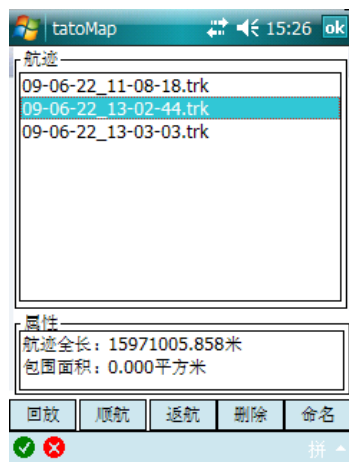 tatoMap 15:26 ok
航迹
09-06-22_11-08-18.trk
09-06-22_13-02-44.trk
09-06-22_13-03-03.trk
属性
航迹全长：15971005.858米
包围面积：0.000平方米
回放 顺航 返航 删除 命名
拼